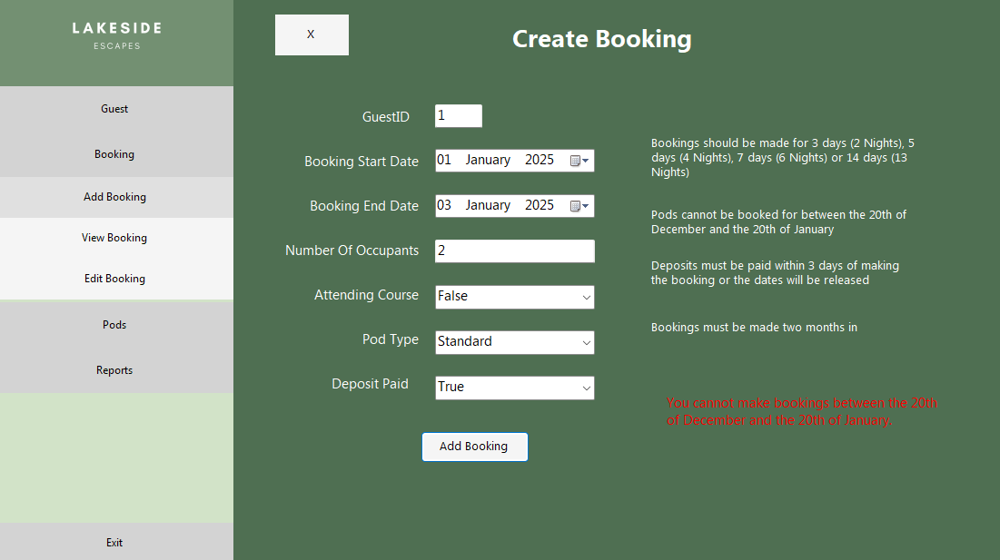 LAKESIDE
ESCAPES
Guest
Booking
Add Booking
View Booking
Edit Booking
Pods
Reports
Exit
X
Create Booking
GuestID 1
Booking Start Date 01 January 2025
Booking End Date 03 January 2025
Number Of Occupants 2
Attending Course False
Pod Type Standard
Deposit Paid True
Add Booking
Bookings should be made for 3 days (2 Nights), 5
days (4 Nights), 7 days (6 Nights) or 14 days (13
Nights)
Pods cannot be booked for between the 20th of
December and the 20th of January
Deposits must be paid within 3 days of making
the booking or the dates will be released
Bookings must be made two months in
You cannot make bookings between the 20th
of December and the 20th of January.